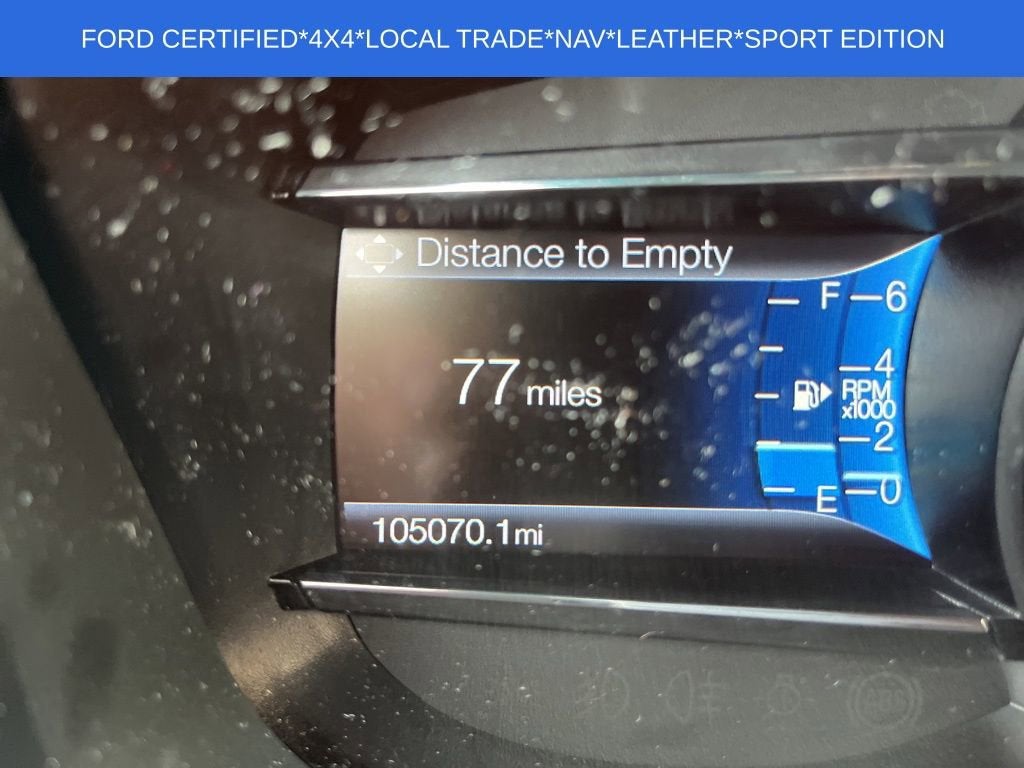 FORD CERTIFIED*4X4*LOCAL TRADE*NAV*LEATHER*SPORT EDITION
Distance to Empty
F 6
77 miles
4
RPM
x1000
2
E 0
105070.1mi
ABS